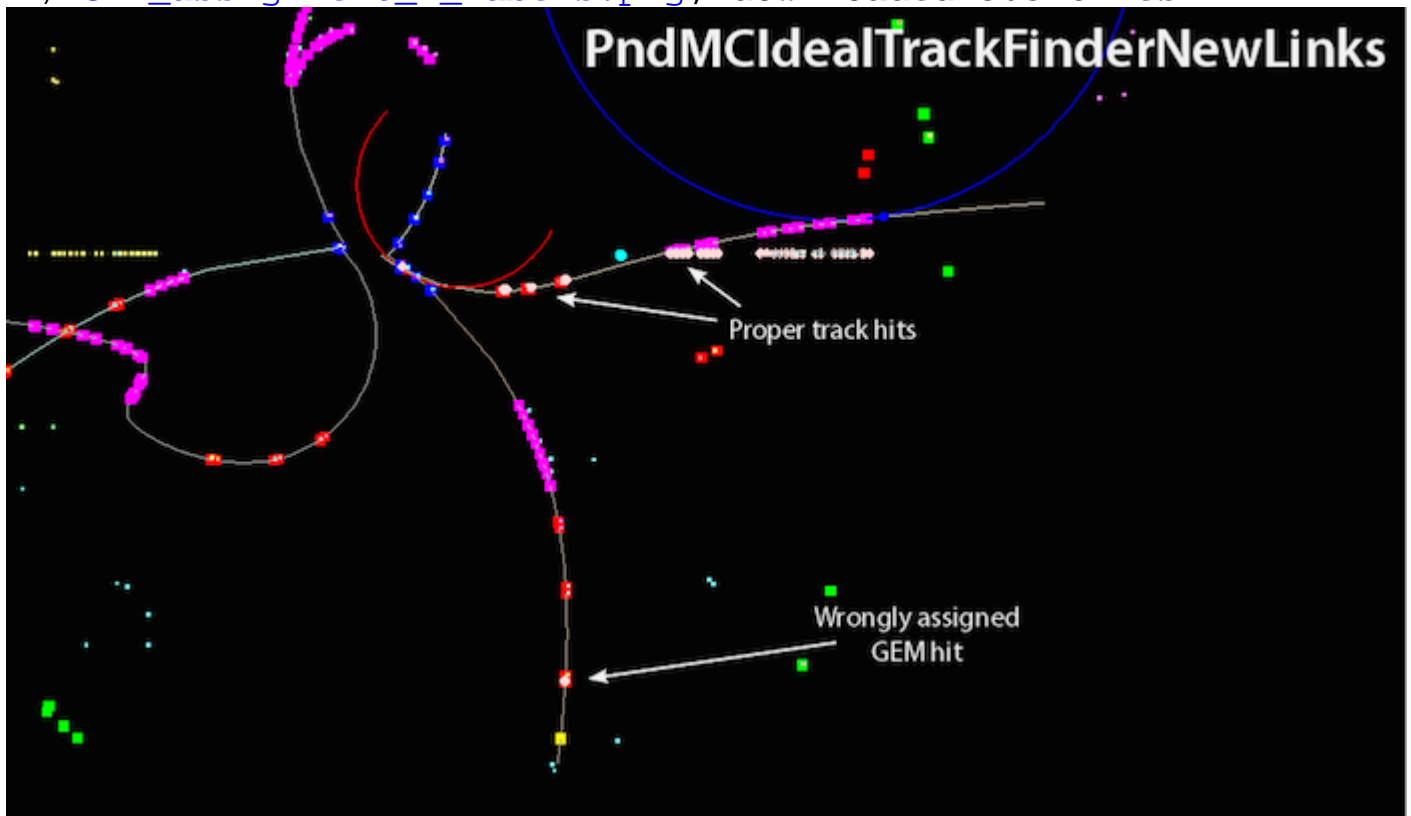 PndMCIdealTrackFinderNewLinks
Proper track hits
Wrongly assigned
GEM hit